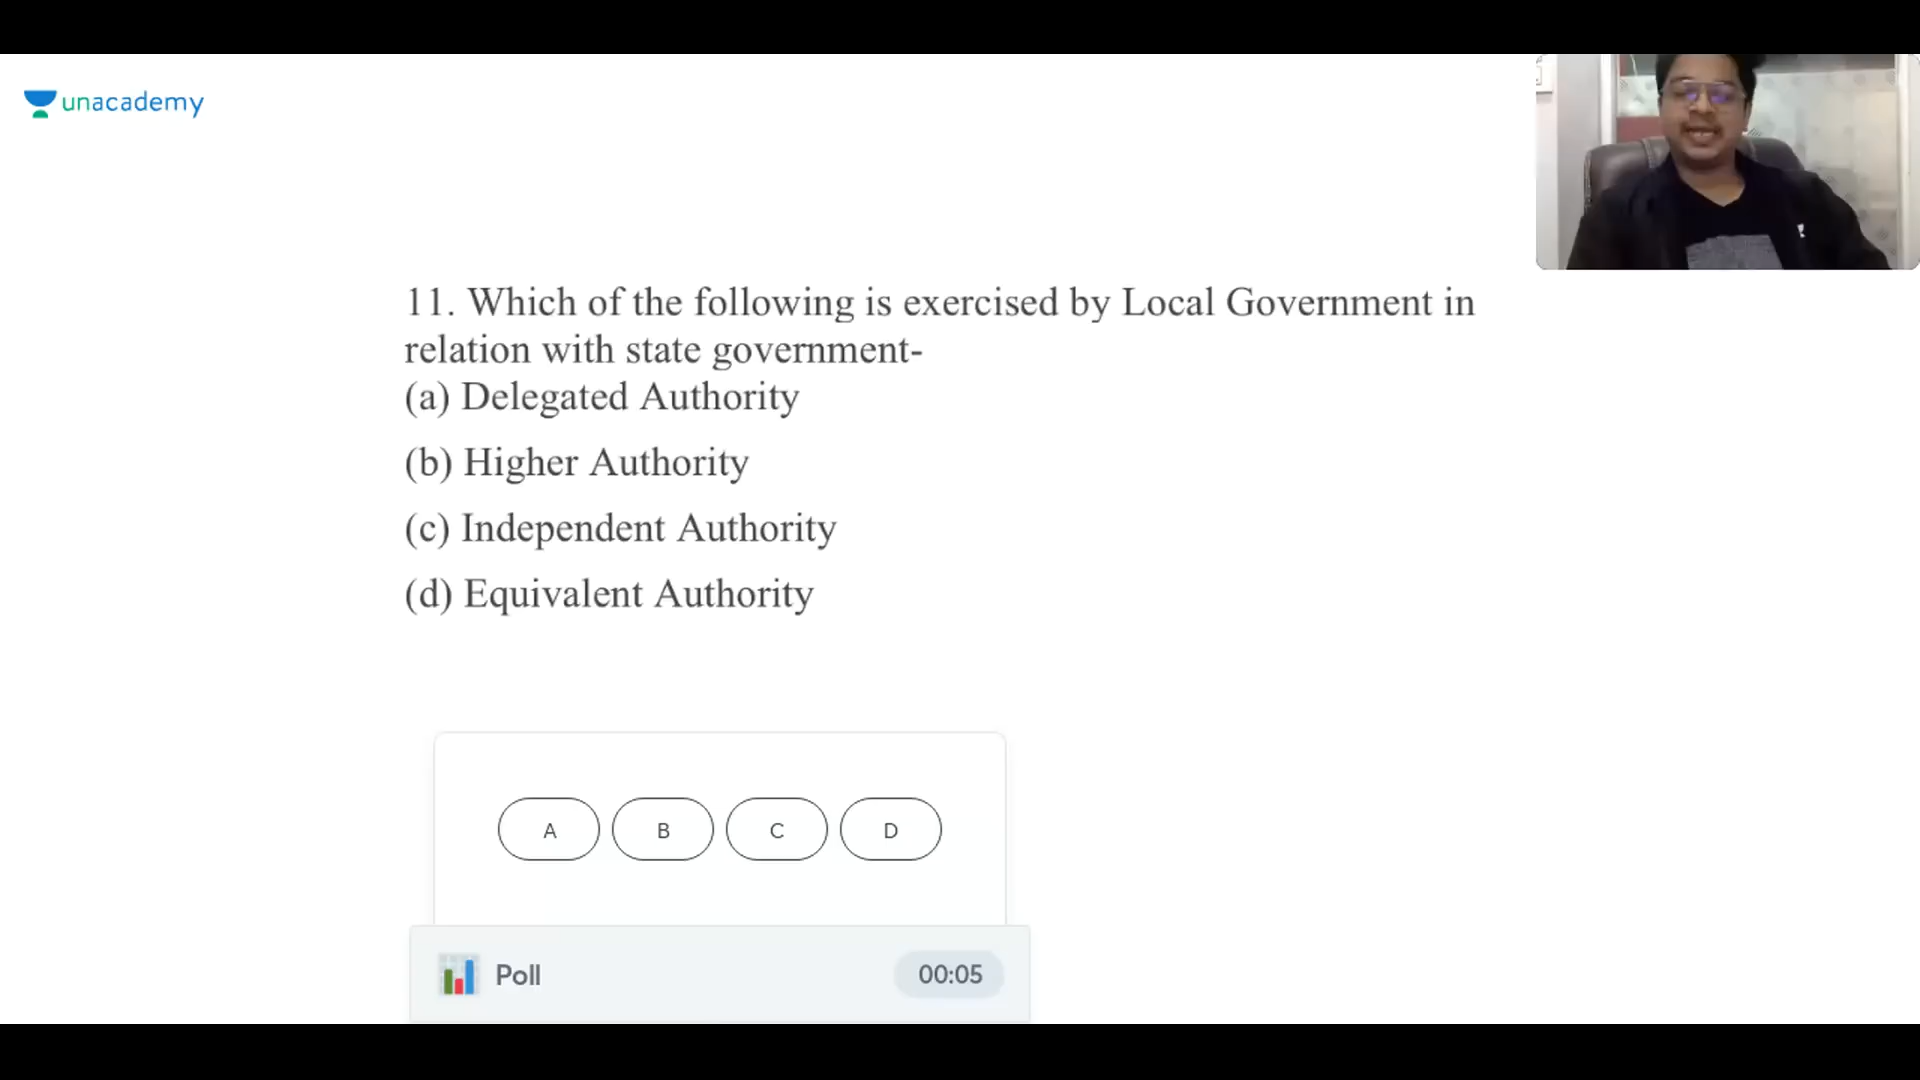 unacademy
11. Which of the following is exercised by Local Government in
relation with state government-
(a) Delegated Authority
(b) Higher Authority
(c) Independent Authority
(d) Equivalent Authority
A B C D
Poll 00:05